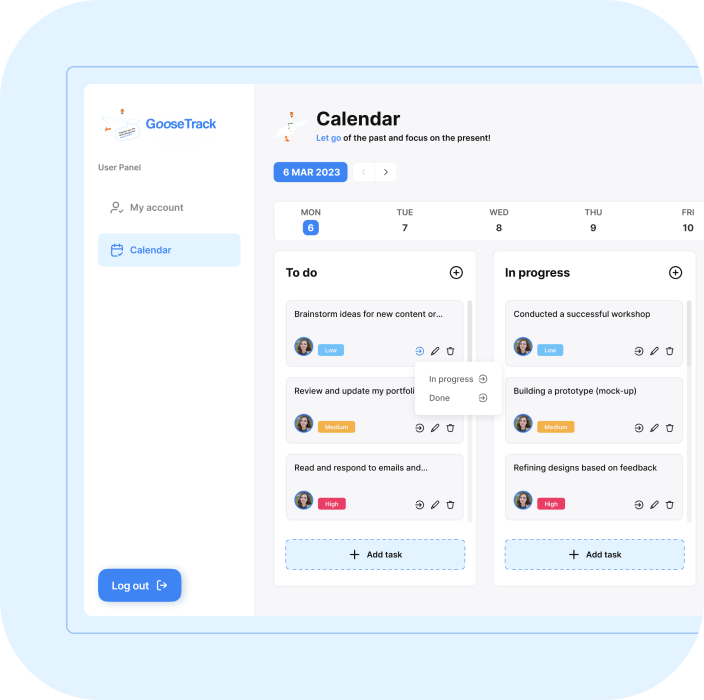 GooseTrack
User Panel
My account
Calendar
Log out
Calendar
Let go of the past and focus on the present!
6 MAR 2023
MON TUE WED THU FRI
6 7 8 9 10
To do
Brainstorm ideas for new content or...
Low
In progress
Done
Review and update my portfoli
Medium
Read and respond to emails and...
High
Add task
In progress
Conducted a successful workshop
Low
Building a prototype (mock-up)
Medium
Refining designs based on feedback
High
Add task